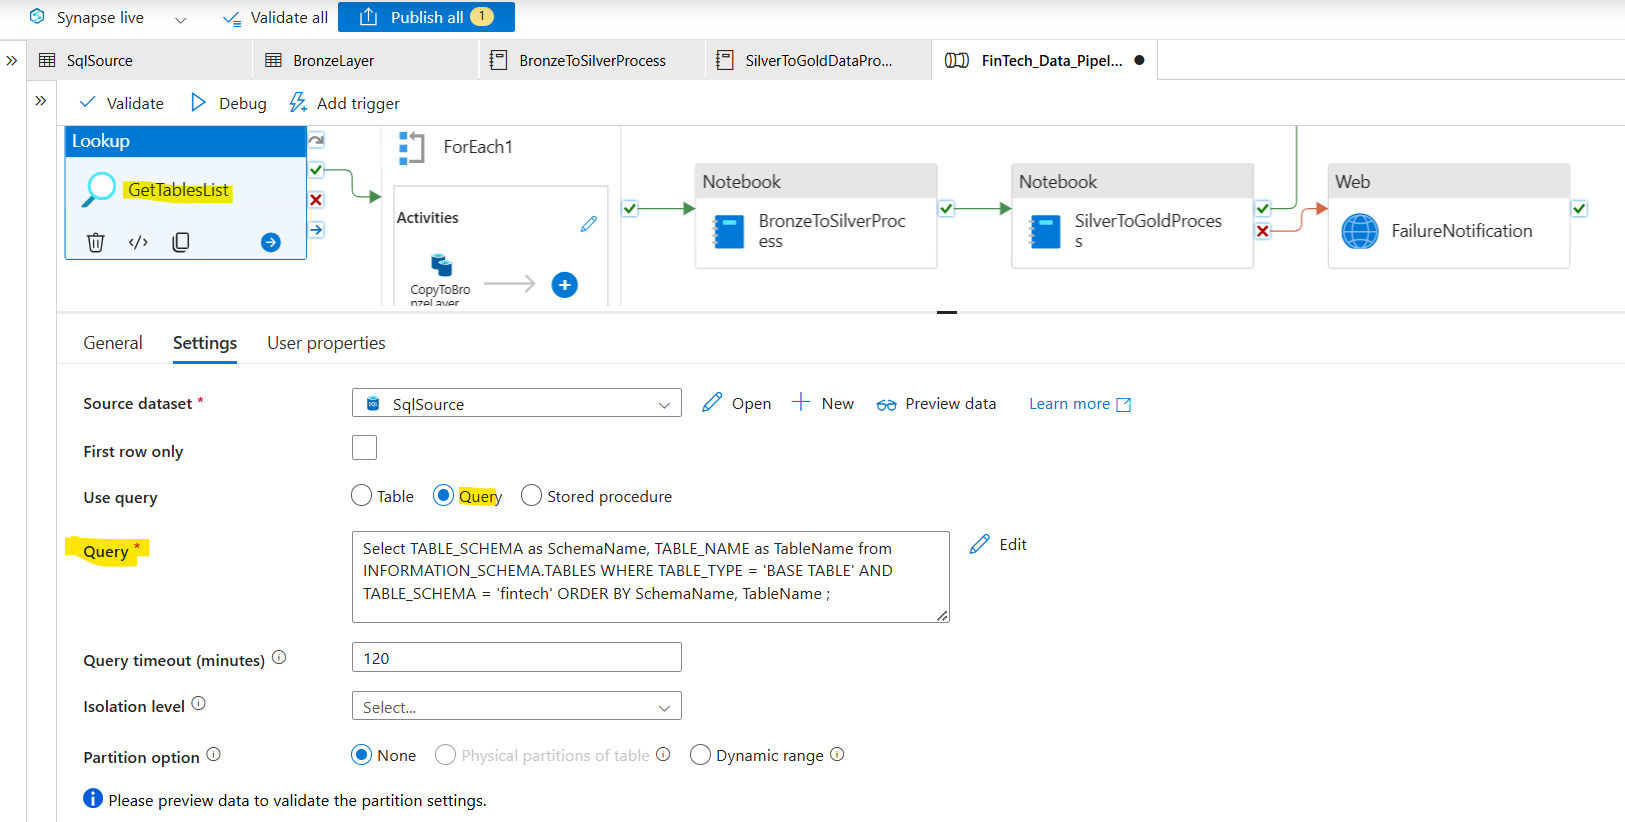 Synapse live
Validate all
Publish all 1
SqlSource
BronzeLayer
BronzeToSilverProcess
SilverToGoldDataPro...
FinTech_Data_Pipel...
Validate
Debug
Add trigger
Lookup
GetTablesList
ForEach1
Activities
CopyToBro
nzeLayer
Notebook
BronzeToSilverProc
ess
Notebook
SilverToGoldProces
s
Web
FailureNotification
General
Settings
User properties
Source dataset *
SQL
SqlSource
Open
New
Preview data
Learn more
First row only
Use query
Table
Query
Stored procedure
Query *
Select TABLE_SCHEMA as SchemaName, TABLE_NAME as TableName from
INFORMATION_SCHEMA.TABLES WHERE TABLE_TYPE = 'BASE TABLE' AND
TABLE_SCHEMA = 'fintech' ORDER BY SchemaName, TableName ;
Edit
Query timeout (minutes)
120
Isolation level
Select...
Partition option
None
Physical partitions of table
Dynamic range
Please preview data to validate the partition settings.